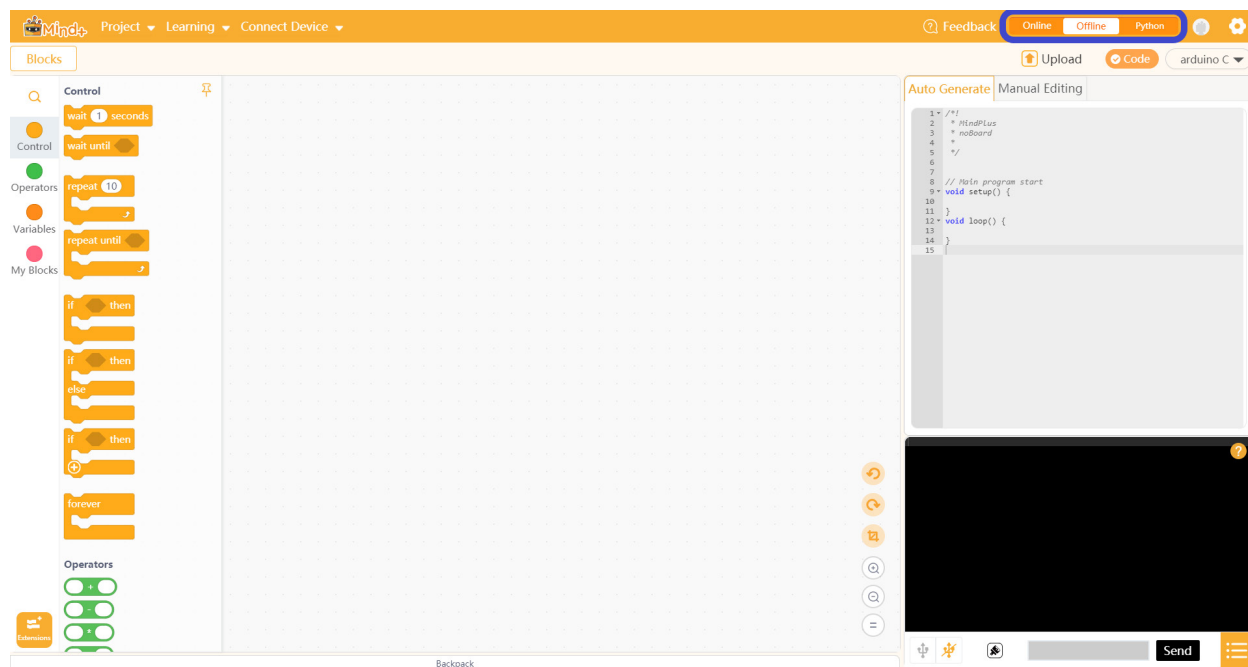 Mind+ Project Learning Connect Device Feedback Online Offline Python
Blocks Upload Code arduino C
Control
wait 1 seconds
Control
wait until
Operators
repeat 10
Variables
repeat until
My Blocks
if then
if then
else
if then
forever
Operators
+
-
*
Extensions
Backpack
Auto Generate Manual Editing
1 /*!
2 * MindPlus
3 * noBoard
4 *
5 */
6
7
8 // Main program start
9 void setup() {
10
11 }
12 void loop() {
13
14 }
15
?
=
Send